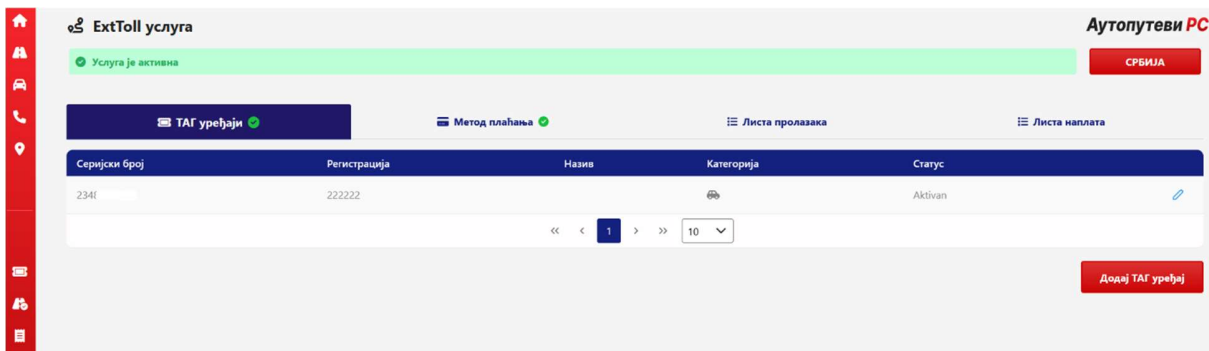 ExtToll услуга
Аутопутеви РС
Услуга је активна
СРБИЈА
ТАГ уређаји
Метод плаћања
Листа пролазака
Листа наплата
Серијски број Регистрација Назив Категорија Статус
222222 Aktivan
« ‹ 1 › » 10
Додај ТАГ уређај